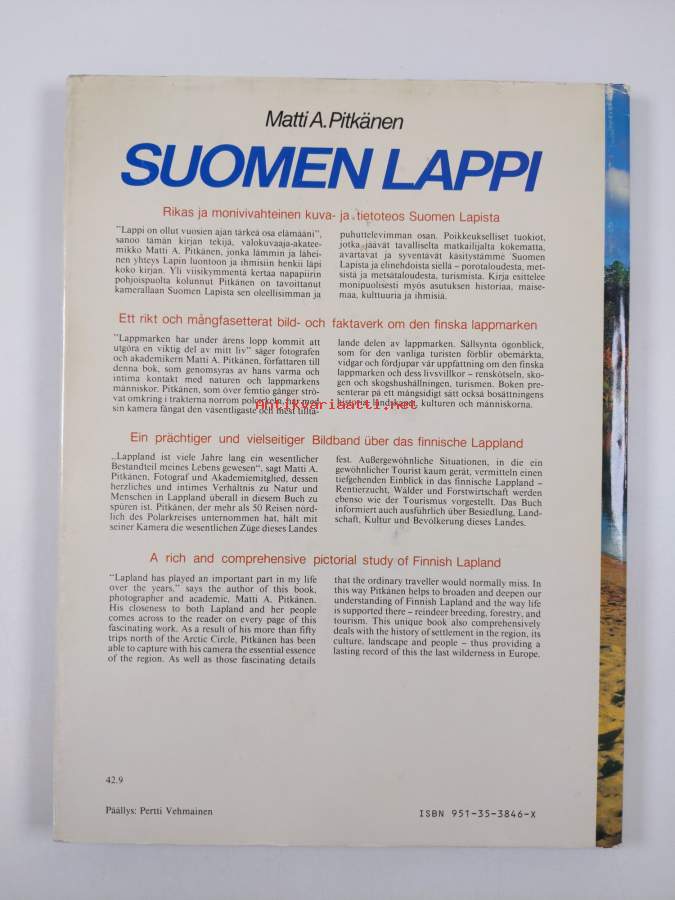 Matti A. Pitkänen
SUOMEN LAPPI
Rikas ja monivivahteinen kuva- ja tietoteos Suomen Lapista
"Lappi on ollut vuosien ajan tärkeä osa elämääni",
sanoo tämän kirjan tekijä, valokuvaaja-akatee-
mikko Matti A. Pitkänen, jonka lämmin ja lähei-
nen yhteys Lapin luontoon ja ihmisiin henkii läpi
koko kirjan. Yli viisikymmentä kertaa napapiirin
pohjoispuolta kolunnut Pitkänen on tavoittanut
kamerallaan Suomen Lapista sen oleellisimman ja
puhuttelevimman osan. Poikkeukselliset tuokiot,
jotka jäävät tavalliselta matkailijalta kokematta,
avartavat ja syventävät käsitystämme Suomen
Lapista ja elinehdoista siellä – porotaloudesta, met-
sistä ja metsätaloudesta, turismista. Kirja esittelee
monipuolisesti myös asutuksen historiaa, maise-
maa, kulttuuria ja ihmisiä.
Ett rikt och mångfasetterat bild- och faktaverk om den finska lappmarken
"Lappmarken har under årens lopp kommit att
utgöra en viktig del av mitt liv" säger fotografen
och akademikern Matti A. Pitkänen, författaren till
denna bok, som genomsyras av hans varma och
intima kontakt med naturen och lappmarkens
människor. Pitkänen, som över femtio gånger strö-
vat omkring i trakterna norrom polcirkeln, har med
sin kamera fångat den väsentligaste och mest tillta-
lande delen av lappmarken. Sällsynta ögonblick,
som för den vanliga turisten förblir obemärkta,
vidgar och fördjupar vår uppfattning om den finska
lappmarken och dess livsvillkor – renskötseln, sko-
gen och skogshushållningen, turismen. Boken pre-
senterar på ett mångsidigt sätt också bosättningens
historia, landskapet, kulturen och människorna.
Antikvariaatti.net
Ein prächtiger und vielseitiger Bildband über das finnische Lappland
„Lappland ist viele Jahre lang ein wesentlicher
Bestandteil meines Lebens gewesen“, sagt Matti A.
Pitkänen, Fotograf und Akademiemitglied, dessen
herzliches und intimes Verhältnis zu Natur und
Menschen in Lappland überall in diesem Buch zu
spüren ist. Pitkänen, der mehr als 50 Reisen nörd-
lich des Polarkreises unternommen hat, hält mit
seiner Kamera die wesentlichen Züge dieses Landes
fest. Außergewöhnliche Situationen, in die ein
gewöhnlicher Tourist kaum gerät, vermitteln einen
tiefgehenden Einblick in das finnische Lappland –
Rentierzucht, Wälder und Forstwirtschaft werden
ebenso wie der Tourismus vorgestellt. Das Buch
informiert auch ausführlich über Besiedlung, Land-
schaft, Kultur und Bevölkerung dieses Landes.
A rich and comprehensive pictorial study of Finnish Lapland
"Lapland has played an important part in my life
over the years," says the author of this book,
photographer and academic, Matti A. Pitkänen.
His closeness to both Lapland and her people
comes across to the reader on every page of this
fascinating work. As a result of his more than fifty
trips north of the Arctic Circle, Pitkänen has been
able to capture with his camera the essential essence
of the region. As well as those fascinating details
that the ordinary traveller would normally miss. In
this way Pitkänen helps to broaden and deepen our
understanding of Finnish Lapland and the way life
is supported there – reindeer breeding, forestry, and
tourism. This unique book also comprehensively
deals with the history of settlement in the region, its
culture, landscape and people – thus providing a
lasting record of this the last wilderness in Europe.
42.9
Päällys: Pertti Vehmainen
ISBN 951-35-3846-X